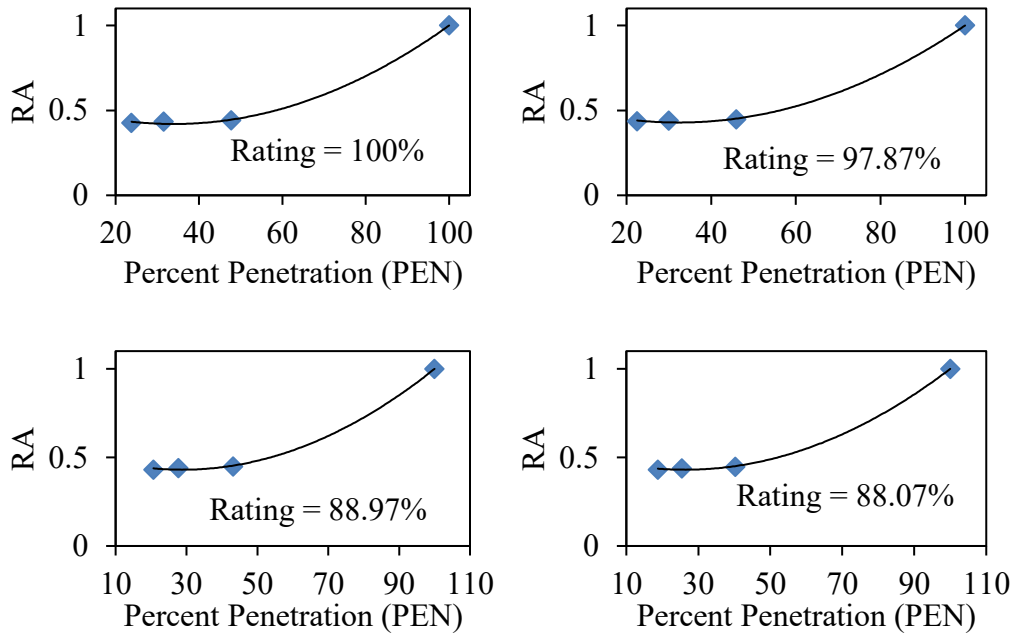 1
0.5
0
RA
Rating = 100%
20 40 60 80 100
Percent Penetration (PEN)
1
0.5
0
RA
Rating = 97.87%
20 40 60 80 100
Percent Penetration (PEN)
1
0.5
0
RA
Rating = 88.97%
10 30 50 70 90 110
Percent Penetration (PEN)
1
0.5
0
RA
Rating = 88.07%
10 30 50 70 90 110
Percent Penetration (PEN)